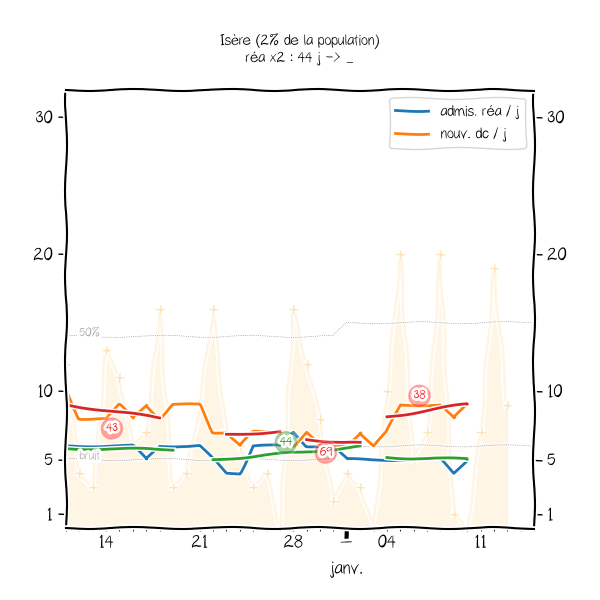 Isère (2% de la population)
réa x2 : 44 j -> _
admis. réa / j
nouv. dc / j
30 30
20 20
50%
10 10
38
43
44
69
bruit
5 5
1 1
14 21 28 _ 04 11
janv.